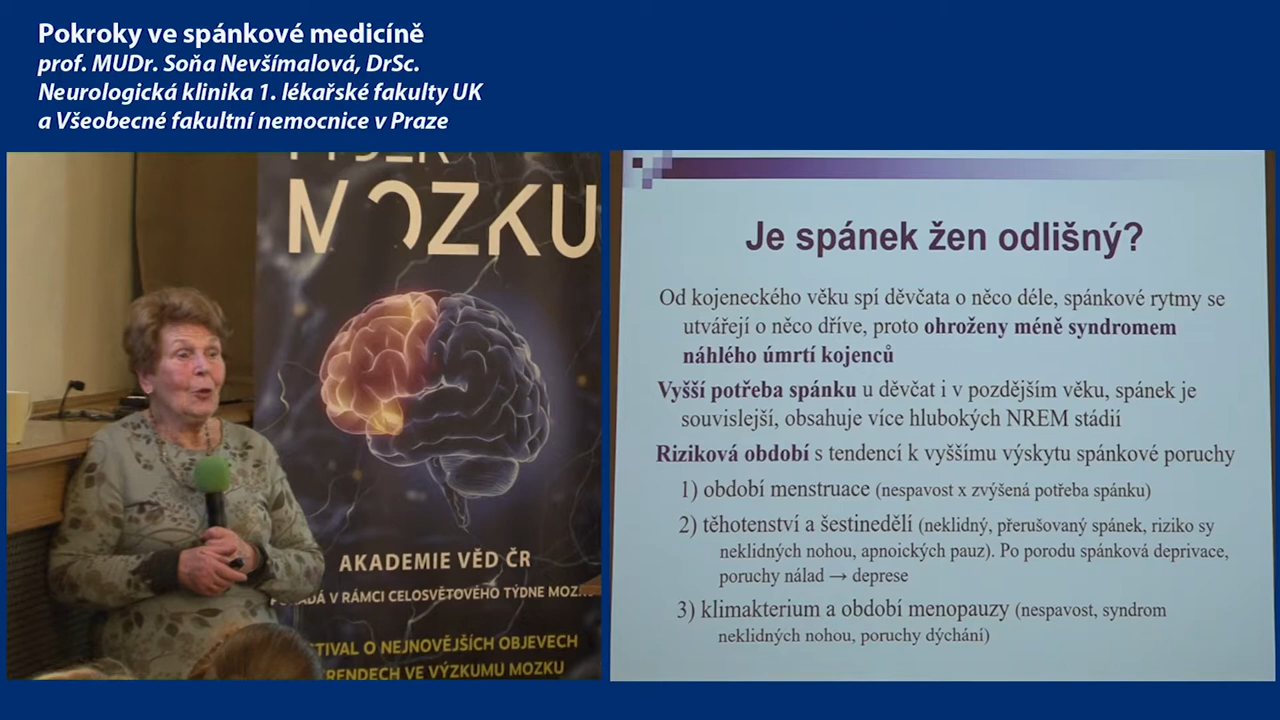 Pokroky ve spánkové medicíně
prof. MUDr. Soňa Nevšímalová, DrSc.
Neurologická klinika 1. lékařské fakulty UK
a Všeobecné fakultní nemocnice v Praze
MOZKU
AKADEMIE VĚD ČR
V RÁMCI CELOSVĚTOVÉHO TÝDNE
O NEJNOVĚJŠÍCH OBJEVECH
VE VÝZKUMU MOZKU
Je spánek žen odlišný?
Od kojeneckého věku spí děvčata o něco déle, spánkové rytmy se
utvářejí o něco dříve, proto ohroženy méně syndromem
náhlého úmrtí kojenců
Vyšší potřeba spánku u děvčat i v pozdějším věku, spánek je
souvislejší, obsahuje více hlubokých NREM stádií
Riziková období s tendencí k vyššímu výskytu spánkové poruchy
1) období menstruace (nespavost x zvýšená potřeba spánku)
2) těhotenství a šestinedělí (neklidný, přerušovaný spánek, riziko sy
neklidných nohou, apnoických pauz). Po porodu spánková deprivace,
poruchy nálad → deprese
3) klimakterium a období menopauzy (nespavost, syndrom
neklidných nohou, poruchy dýchání)